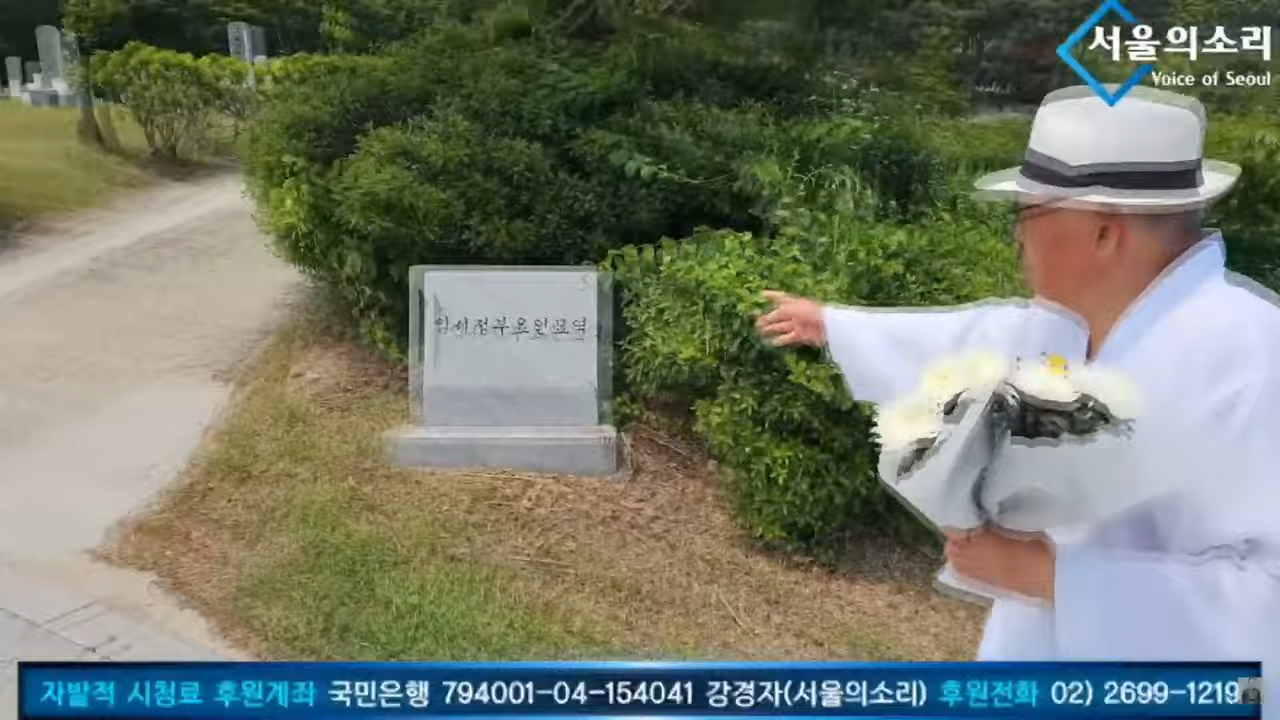 서울의소리
Voice of Seoul
임시정부요인묘역
자발적 시청료 후원계좌 국민은행 794001-04-154041 강경자(서울의소리) 후원전화 02) 2699-1219